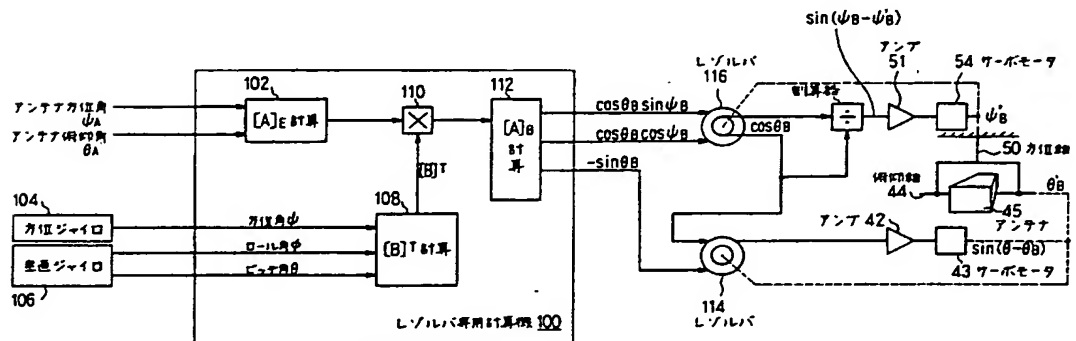 sin(ψB-ψ'B)
アンプ
51
54 サーボモータ
レゾルバ
116
割算器
÷
ψ'B
50 方位軸
102
[A]E 計算
110
×
112
[A]B
計
算
アンテナ方位角
ψA
アンテナ俯仰角
θA
cosθB sinψB
cosθB cosψB
cosθB
-sinθB
[B]T
俯仰軸
44
45
θ'B
アンテナ
104
方位ジャイロ
垂直ジャイロ
106
方位角ψ
ロール角φ
ピッチ角θ
108
[B]T 計算
アンプ 42
sin(θ-θB)
43 サーボモータ
114
レゾルバ
レゾルバ専用計算機 100